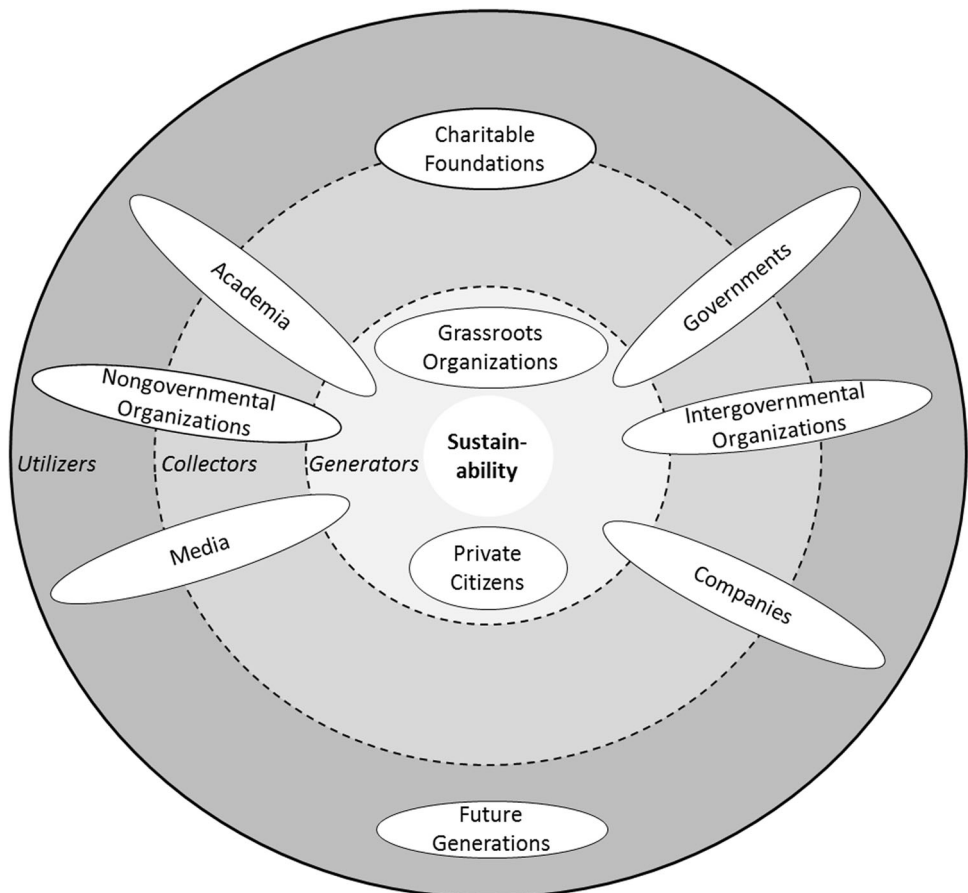 Charitable
Foundations
Academia
Governments
Grassroots
Organizations
Nongovernmental
Organizations
Intergovernmental
Organizations
Sustain-
ability
Utilizers
Collectors
Generators
Media
Private
Citizens
Companies
Future
Generations